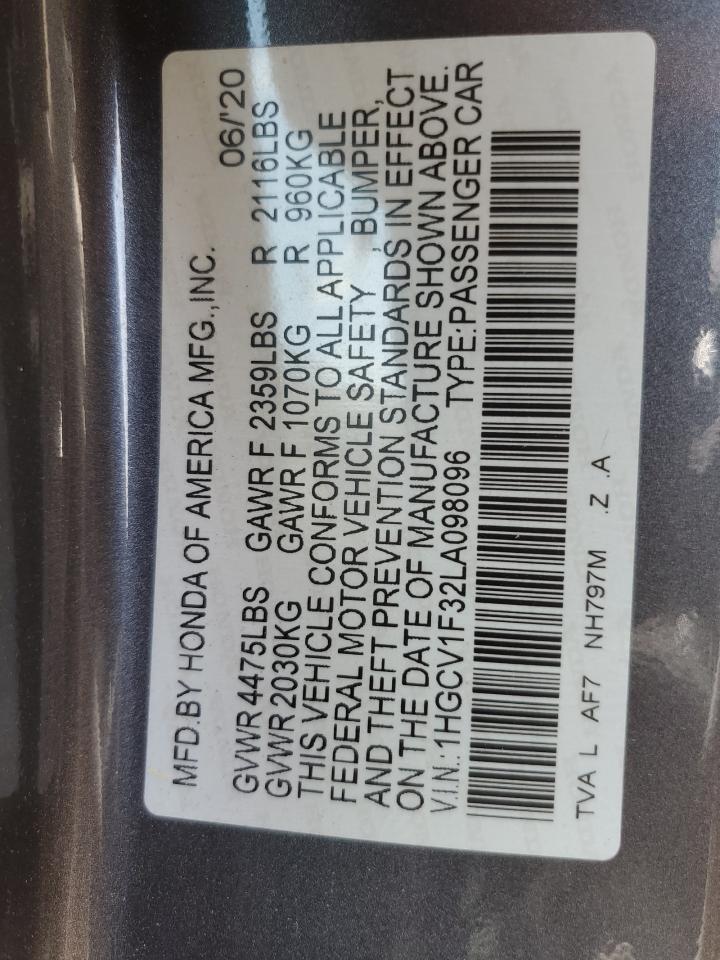 MFD.BY HONDA OF AMERICA MFG.,INC.
06/'20
GVWR 4475LBS GAWR F 2359LBS R 2116LBS
GVWR 2030KG GAWR F 1070KG R 960KG
THIS VEHICLE CONFORMS TO ALL APPLICABLE
FEDERAL MOTOR VEHICLE SAFETY , BUMPER,
AND THEFT PREVENTION STANDARDS IN EFFECT
ON THE DATE OF MANUFACTURE SHOWN ABOVE.
V.I.N.: 1HGCV1F32LA098096 TYPE:PASSENGER CAR
TVA L AF7 NH797M .Z .A